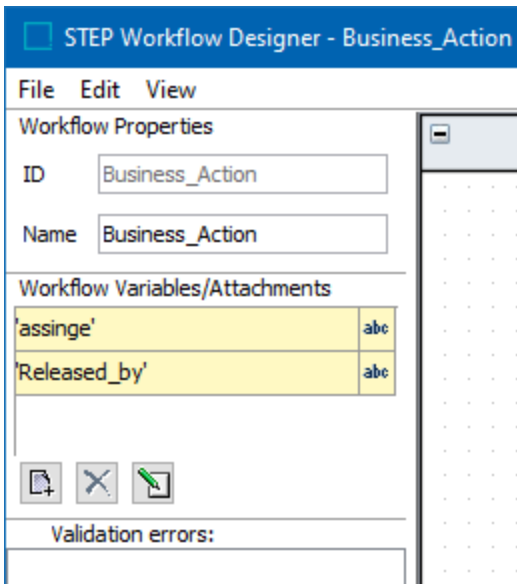 STEP Workflow Designer - Business_Action
File Edit View
Workflow Properties
ID Business_Action
Name Business_Action
Workflow Variables/Attachments
'assinge' abc
'Released_by' abc
Validation errors: